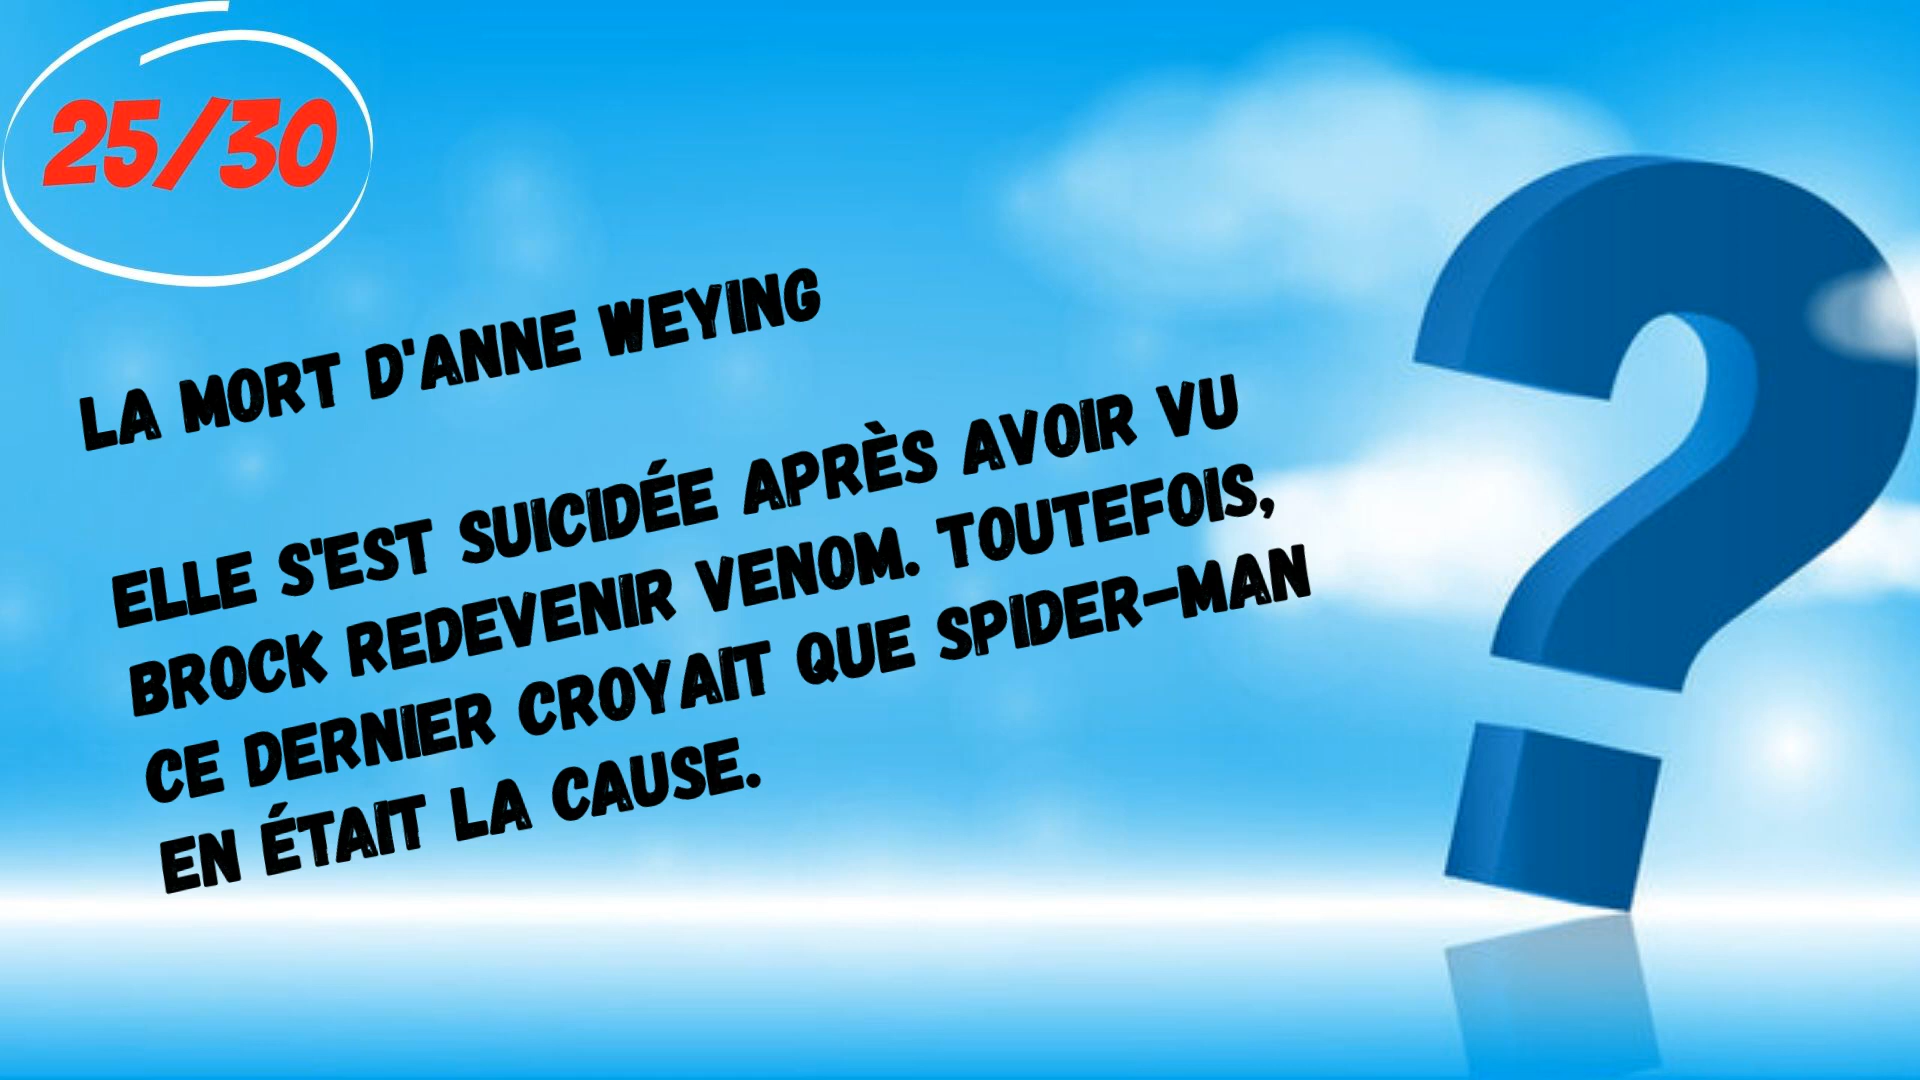 25/30
LA MORT D'ANNE WEYING
ELLE S'EST SUICIDÉE APRÈS AVOIR VU
BROCK REDEVENIR VENOM. TOUTEFOIS,
CE DERNIER CROYAIT QUE SPIDER-MAN
EN ÉTAIT LA CAUSE.